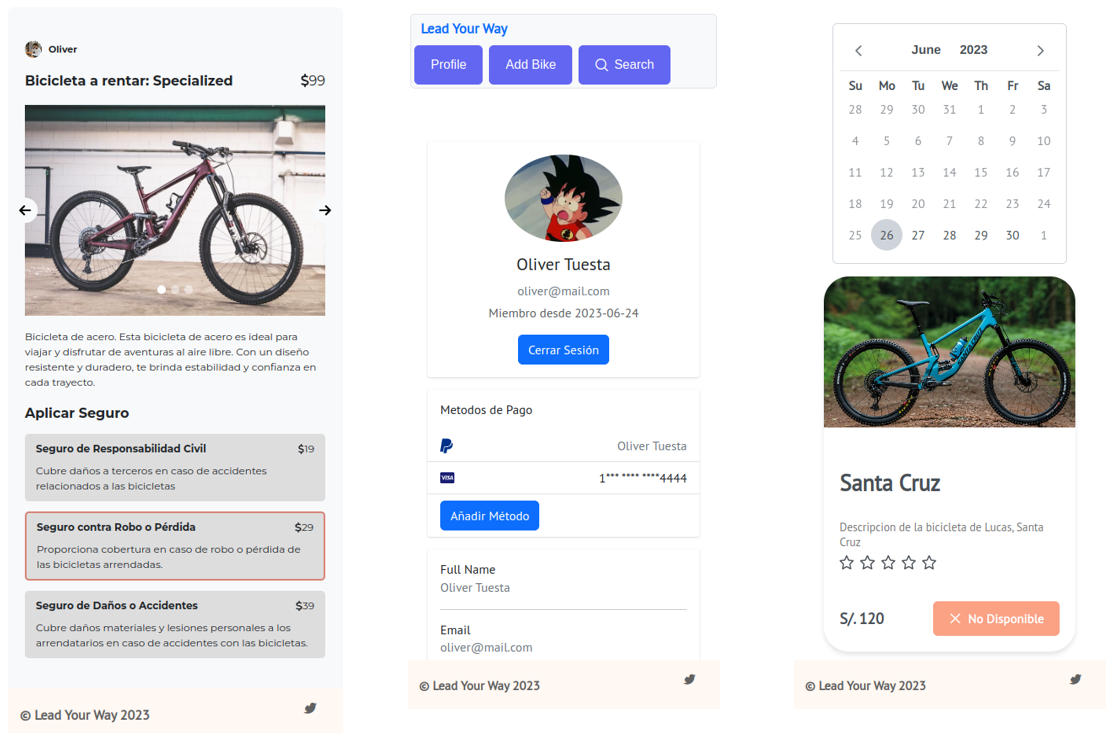 Oliver
Bicicleta a rentar: Specialized $99
Bicicleta de acero. Esta bicicleta de acero es ideal para
viajar y disfrutar de aventuras al aire libre. Con un diseño
resistente y duradero, te brinda estabilidad y confianza en
cada trayecto.
Aplicar Seguro
Seguro de Responsabilidad Civil $19
Cubre daños a terceros en caso de accidentes
relacionados a las bicicletas
Seguro contra Robo o Pérdida $29
Proporciona cobertura en caso de robo o pérdida de
las bicicletas arrendadas.
Seguro de Daños o Accidentes $39
Cubre daños materiales y lesiones personales a los
arrendatarios en caso de accidentes con las bicicletas.
© Lead Your Way 2023
Lead Your Way
Profile Add Bike Search
Oliver Tuesta
oliver@mail.com
Miembro desde 2023-06-24
Cerrar Sesión
Metodos de Pago
Oliver Tuesta
VISA 1*** **** ****4444
Añadir Método
Full Name
Oliver Tuesta
Email
oliver@mail.com
© Lead Your Way 2023
June 2023
Su Mo Tu We Th Fr Sa
28 29 30 31 1 2 3
4 5 6 7 8 9 10
11 12 13 14 15 16 17
18 19 20 21 22 23 24
25 26 27 28 29 30 1
Santa Cruz
Descripcion de la bicicleta de Lucas, Santa
Cruz
S/. 120 No Disponible
© Lead Your Way 2023